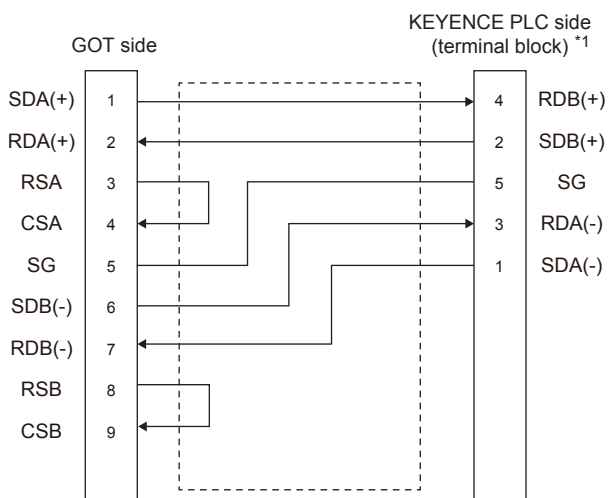 KEYENCE PLC side
GOT side
(terminal block) *1
SDA(+) 1 4 RDB(+)
RDA(+) 2 2 SDB(+)
RSA 3 5 SG
CSA 4 3 RDA(-)
SG 5 1 SDA(-)
SDB(-) 6
RDB(-) 7
RSB 8
CSB 9